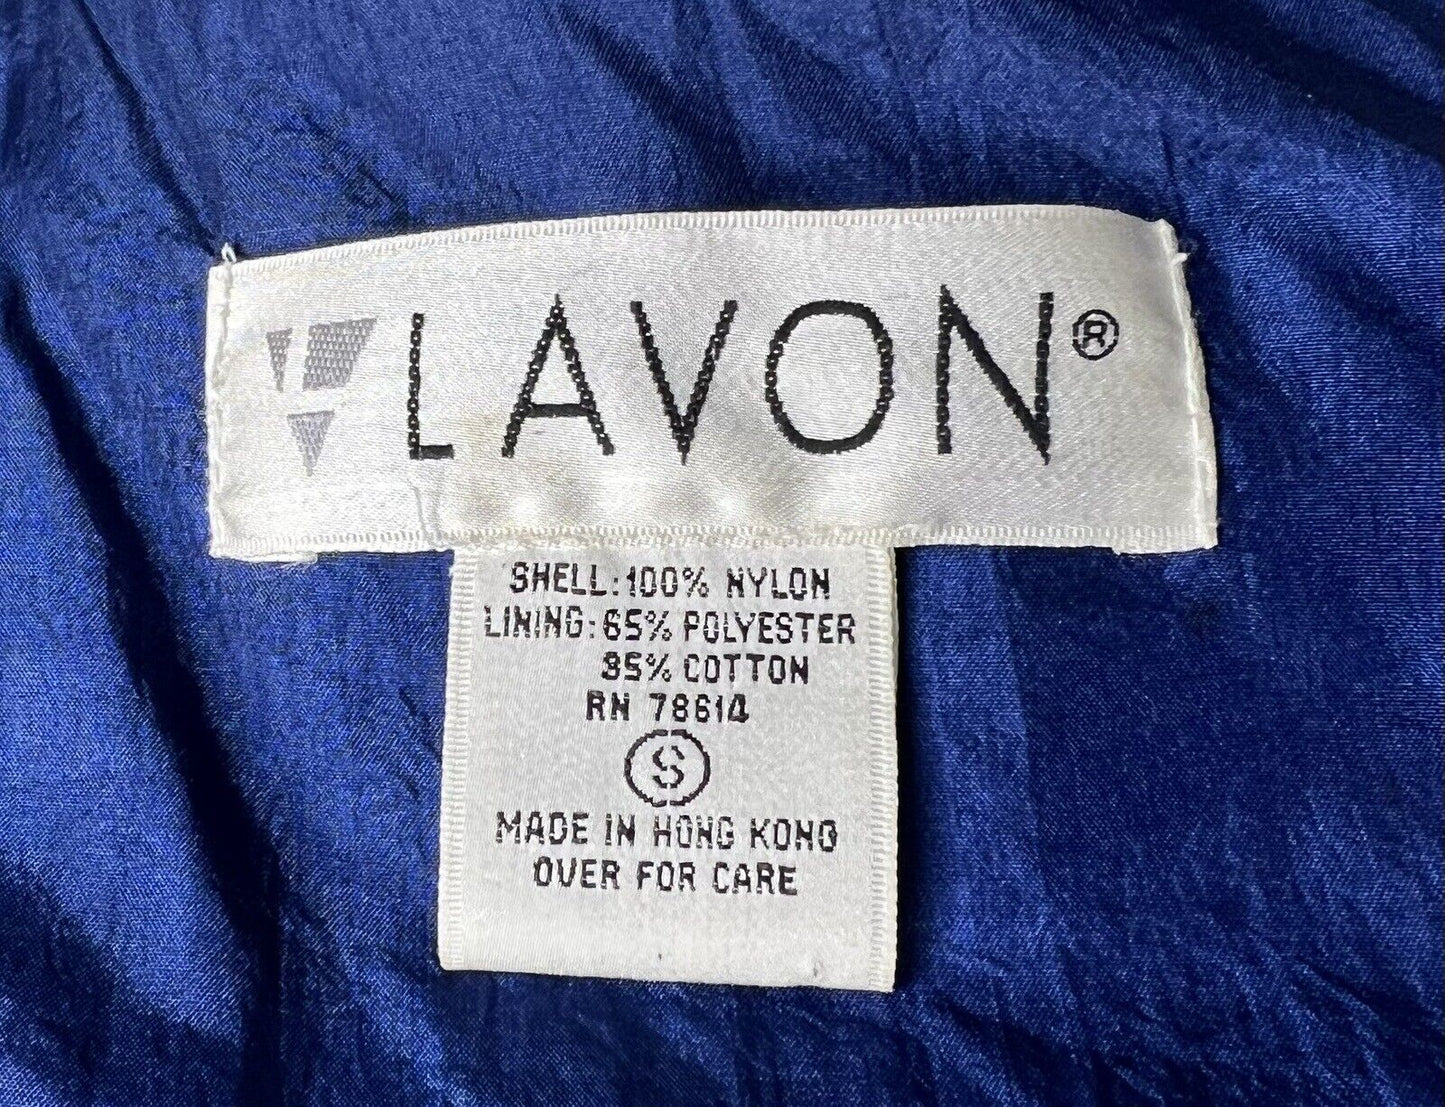 LAVON®
SHELL:100% NYLON
LINING:65% POLYESTER
35% COTTON
RN 78614
S
MADE IN HONG KONG
OVER FOR CARE